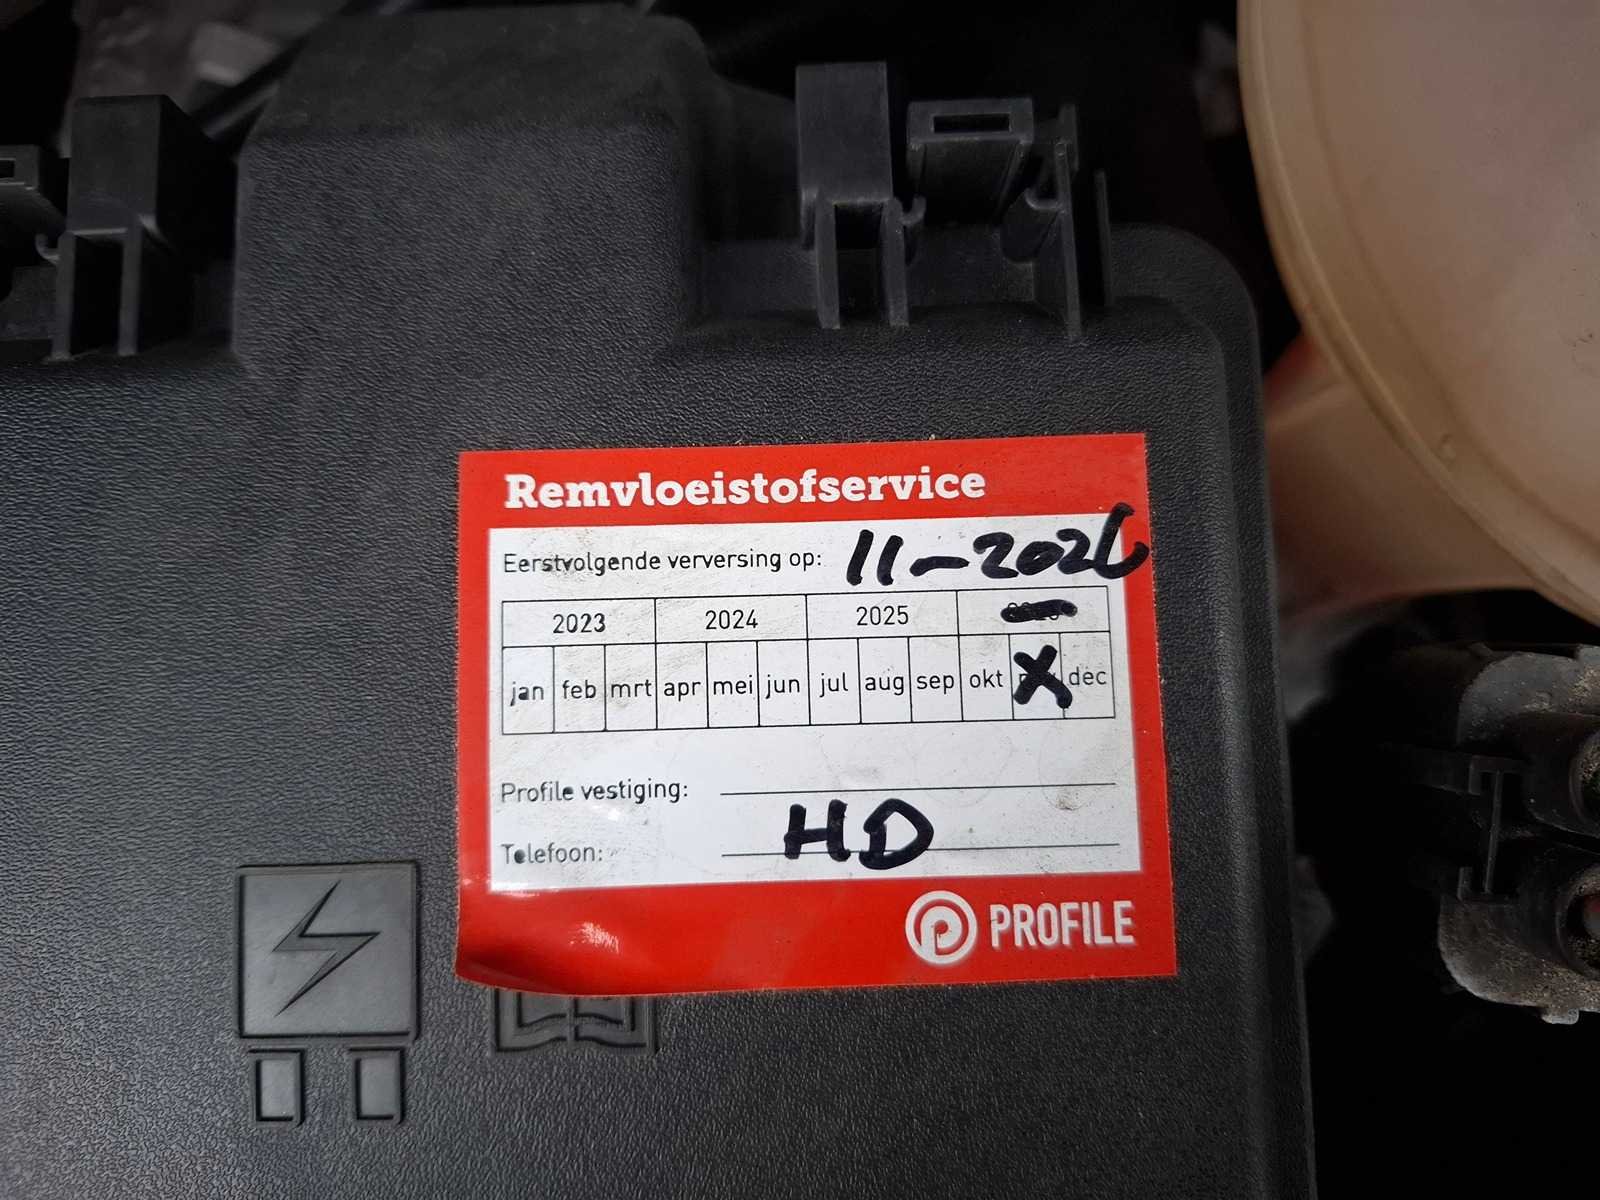 Remvloeistofservice
Eerstvolgende verversing op: 11-2026
2023 2024 2025
jan feb mrt apr mei jun jul aug sep okt X dec
Profile vestiging:
HD
Telefoon:
PROFILE